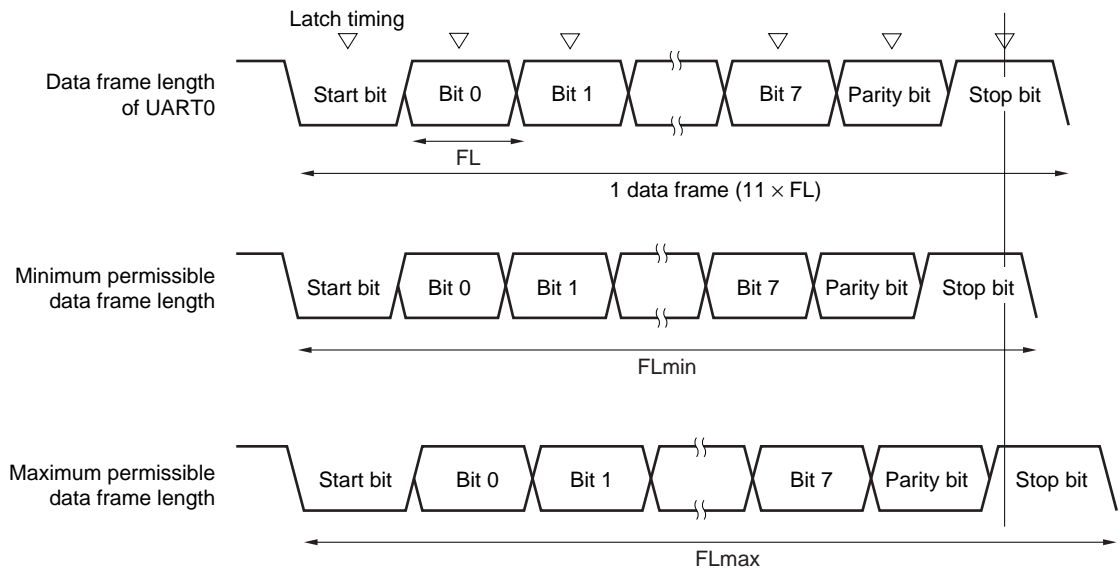 Latch timing
Data frame length
of UART0
Start bit
Bit 0
Bit 1
Bit 7
Parity bit
Stop bit
FL
1 data frame (11 × FL)
Minimum permissible
data frame length
Start bit
Bit 0
Bit 1
Bit 7
Parity bit
Stop bit
FLmin
Maximum permissible
data frame length
Start bit
Bit 0
Bit 1
Bit 7
Parity bit
Stop bit
FLmax